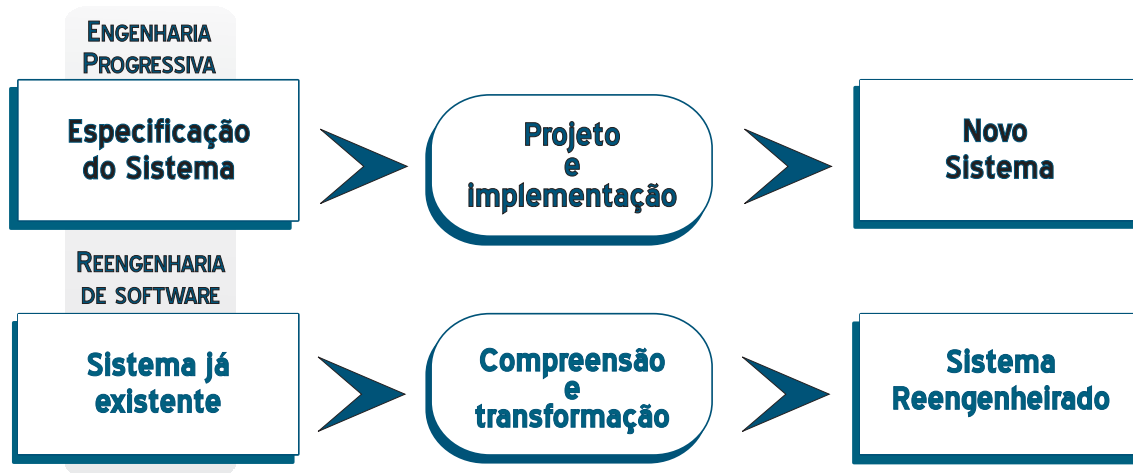 ENGENHARIA
PROGRESSIVA
Especificação
do Sistema
Projeto
e
implementação
Novo
Sistema
REENGENHARIA
DE SOFTWARE
Sistema já
existente
Compreensão
e
transformação
Sistema
Reengenheirado